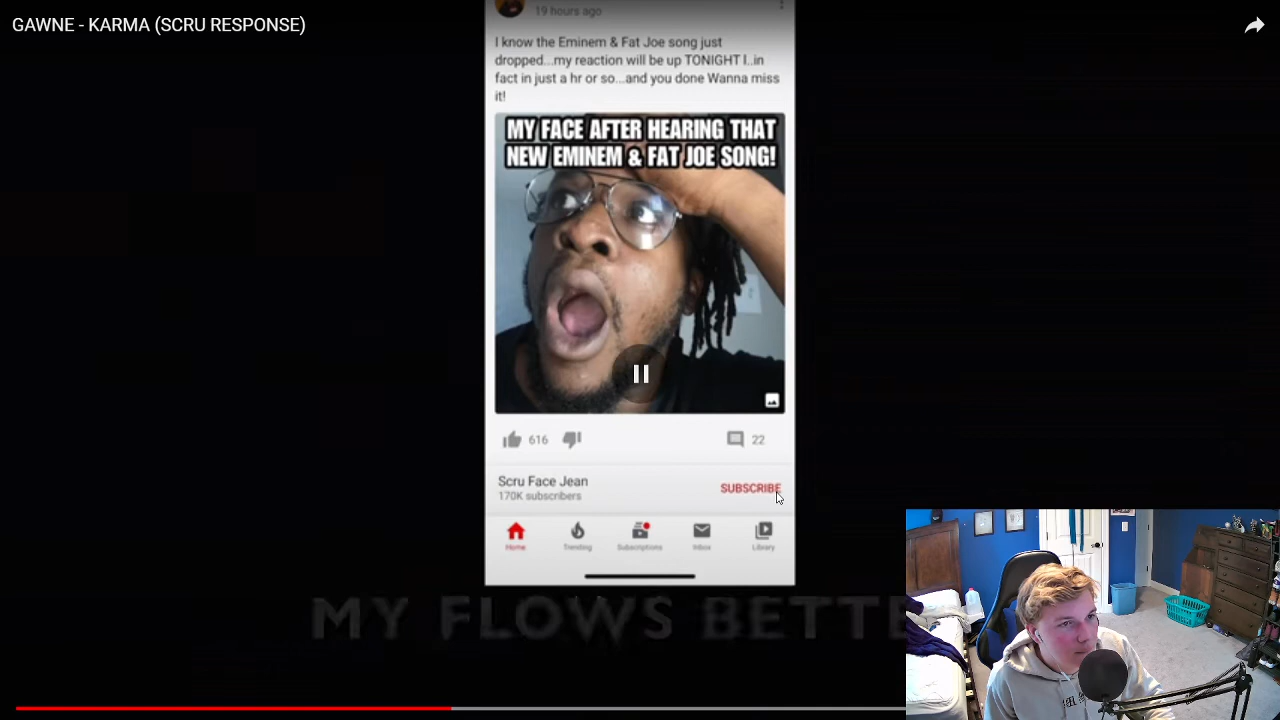 GAWNE - KARMA (SCRU RESPONSE)
19 hours ago
I know the Eminem & Fat Joe song just
dropped...my reaction will be up TONIGHT I..in
fact in just a hr or so...and you done Wanna miss
it!
MY FACE AFTER HEARING THAT
NEW EMINEM & FAT JOE SONG!
616
22
Scru Face Jean
170K subscribers
SUBSCRIBE
Home
Trending
Subscriptions
Inbox
Library
MY FLOWS BETTE